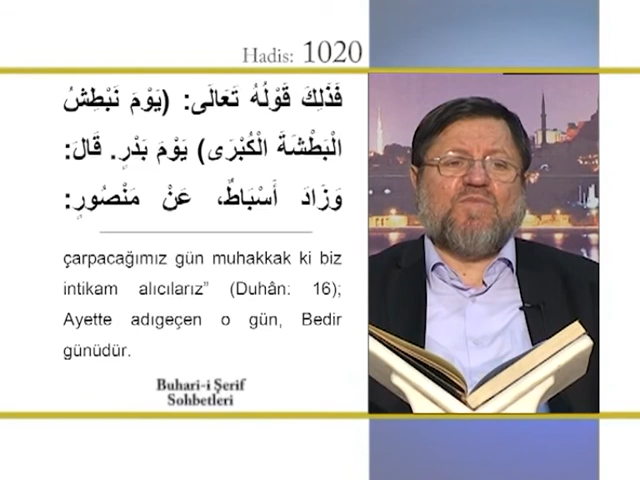 Hadis: 1020
فَذَلِكَ قَوْلُهُ تَعَالَى: (يَوْمَ نَبْطِشُ
الْبَطْشَةَ الْكُبْرَى) يَوْمَ بَدْرٍ. قَالَ:
وَزَادَ أَسْبَاطٌ، عَنْ مَنْصُورٍ:
çarpacağımız gün muhakkak ki biz
intikam alıcılarız” (Duhân: 16);
Ayette adıgeçen o gün, Bedir
günüdür.
Buhari-i Şerif
Sohbetleri